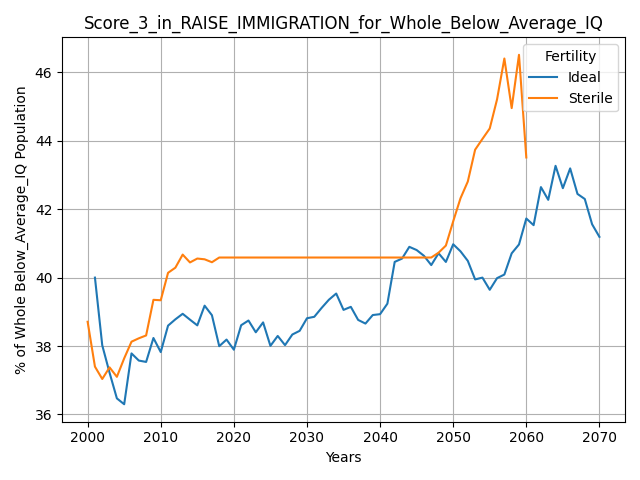 Score_3_in_RAISE_IMMIGRATION_for_Whole_Below_Average_IQ
Fertility
Ideal
Sterile
% of Whole Below_Average_IQ Population
46
44
42
40
38
36
2000 2010 2020 2030 2040 2050 2060 2070
Years